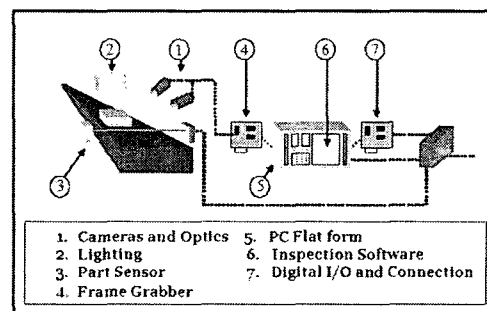 2 1 4 6 7
3
5
1. Cameras and Optics 5. PC Flat form
2. Lighting 6. Inspection Software
3. Part Sensor 7. Digital I/O and Connection
4. Frame Grabber